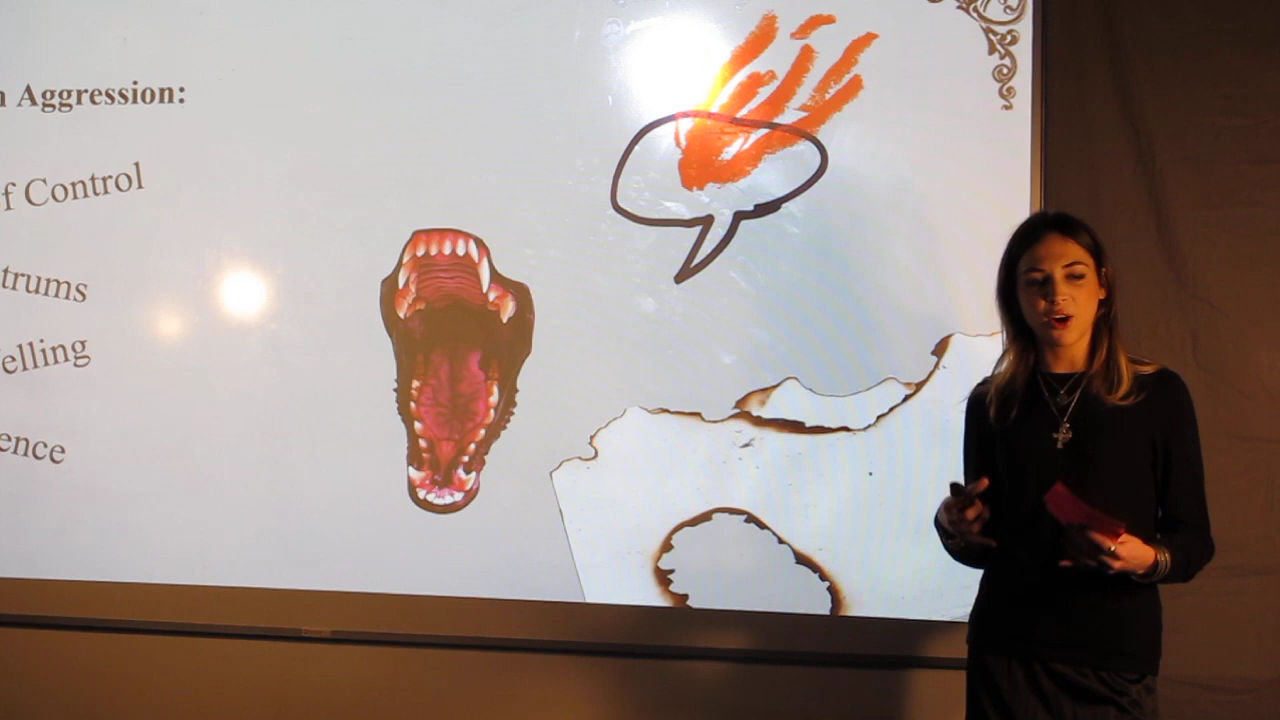 n Aggression:
f Control
trums
elling
ence